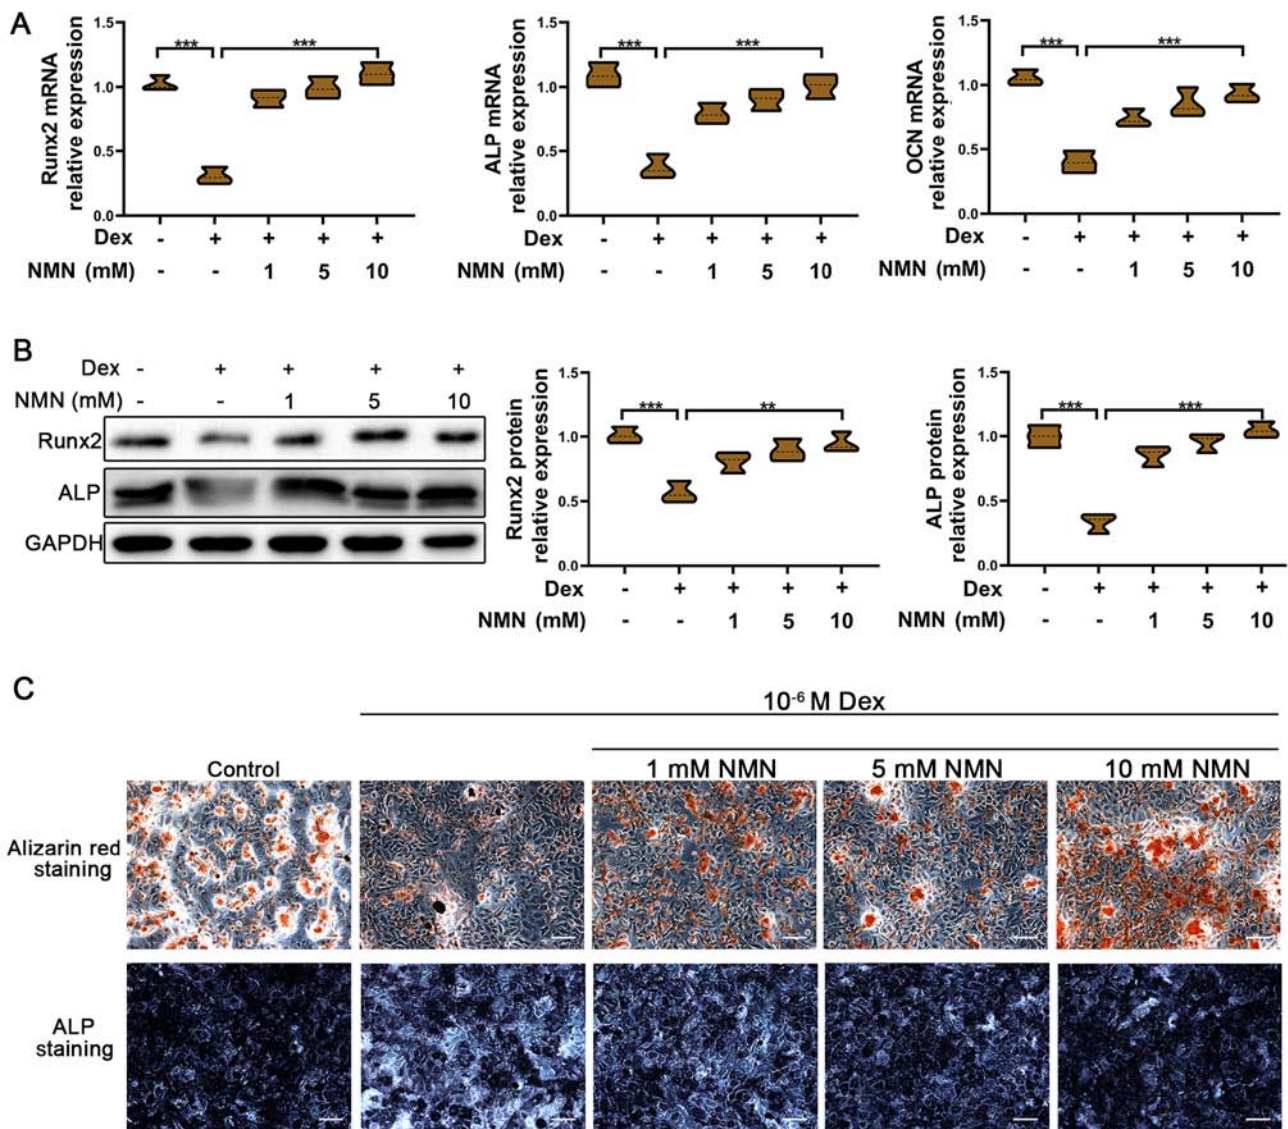 A
Runx2 mRNA
relative expression
1.5
1.0
0.5
0.0
*** ***
Dex - + + + +
NMN (mM) - - 1 5 10
ALP mRNA
relative expression
1.5
1.0
0.5
0.0
*** ***
Dex - + + + +
NMN (mM) - - 1 5 10
OCN mRNA
relative expression
1.5
1.0
0.5
0.0
*** ***
Dex - + + + +
NMN (mM) - - 1 5 10
B
Dex - + + + +
NMN (mM) - - 1 5 10
Runx2
ALP
GAPDH
Runx2 protein
relative expression
1.5
1.0
0.5
0.0
*** **
Dex - + + + +
NMN (mM) - - 1 5 10
ALP protein
relative expression
1.5
1.0
0.5
0.0
*** ***
Dex - + + + +
NMN (mM) - - 1 5 10
C
10⁻⁶ M Dex
Control 1 mM NMN 5 mM NMN 10 mM NMN
Alizarin red
staining
ALP
staining